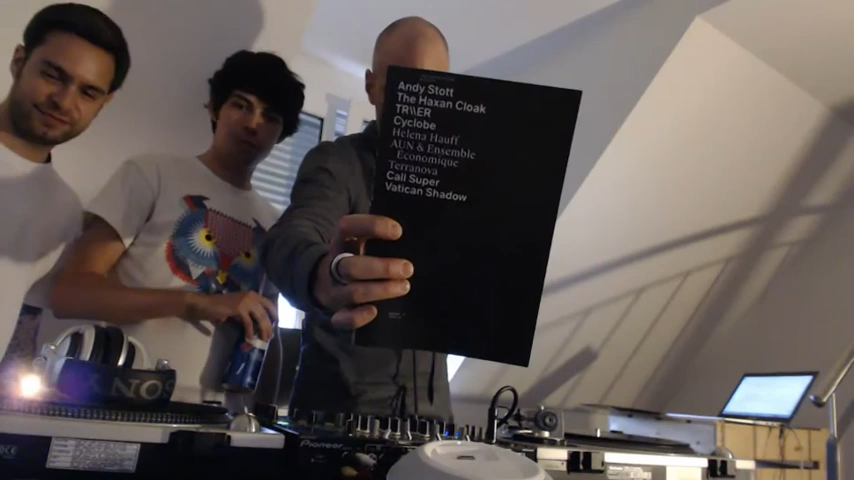 Andy Stott
The Haxan Cloak
TR\\ER
Cyclobe
Helena Hauff
AUN & Ensemble
Économique
Terranova
Call Super
Vatican Shadow
KNO
Pioneer